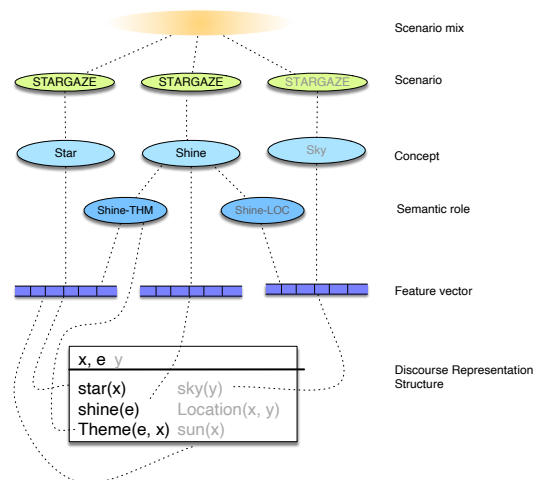 Scenario mix
STARGAZE STARGAZE STARGAZE Scenario
Star Shine Sky Concept
Shine-THM Shine-LOC Semantic role
Feature vector
Discourse Representation
Structure
x, e y
star(x) sky(y)
shine(e) Location(x, y)
Theme(e, x) sun(x)